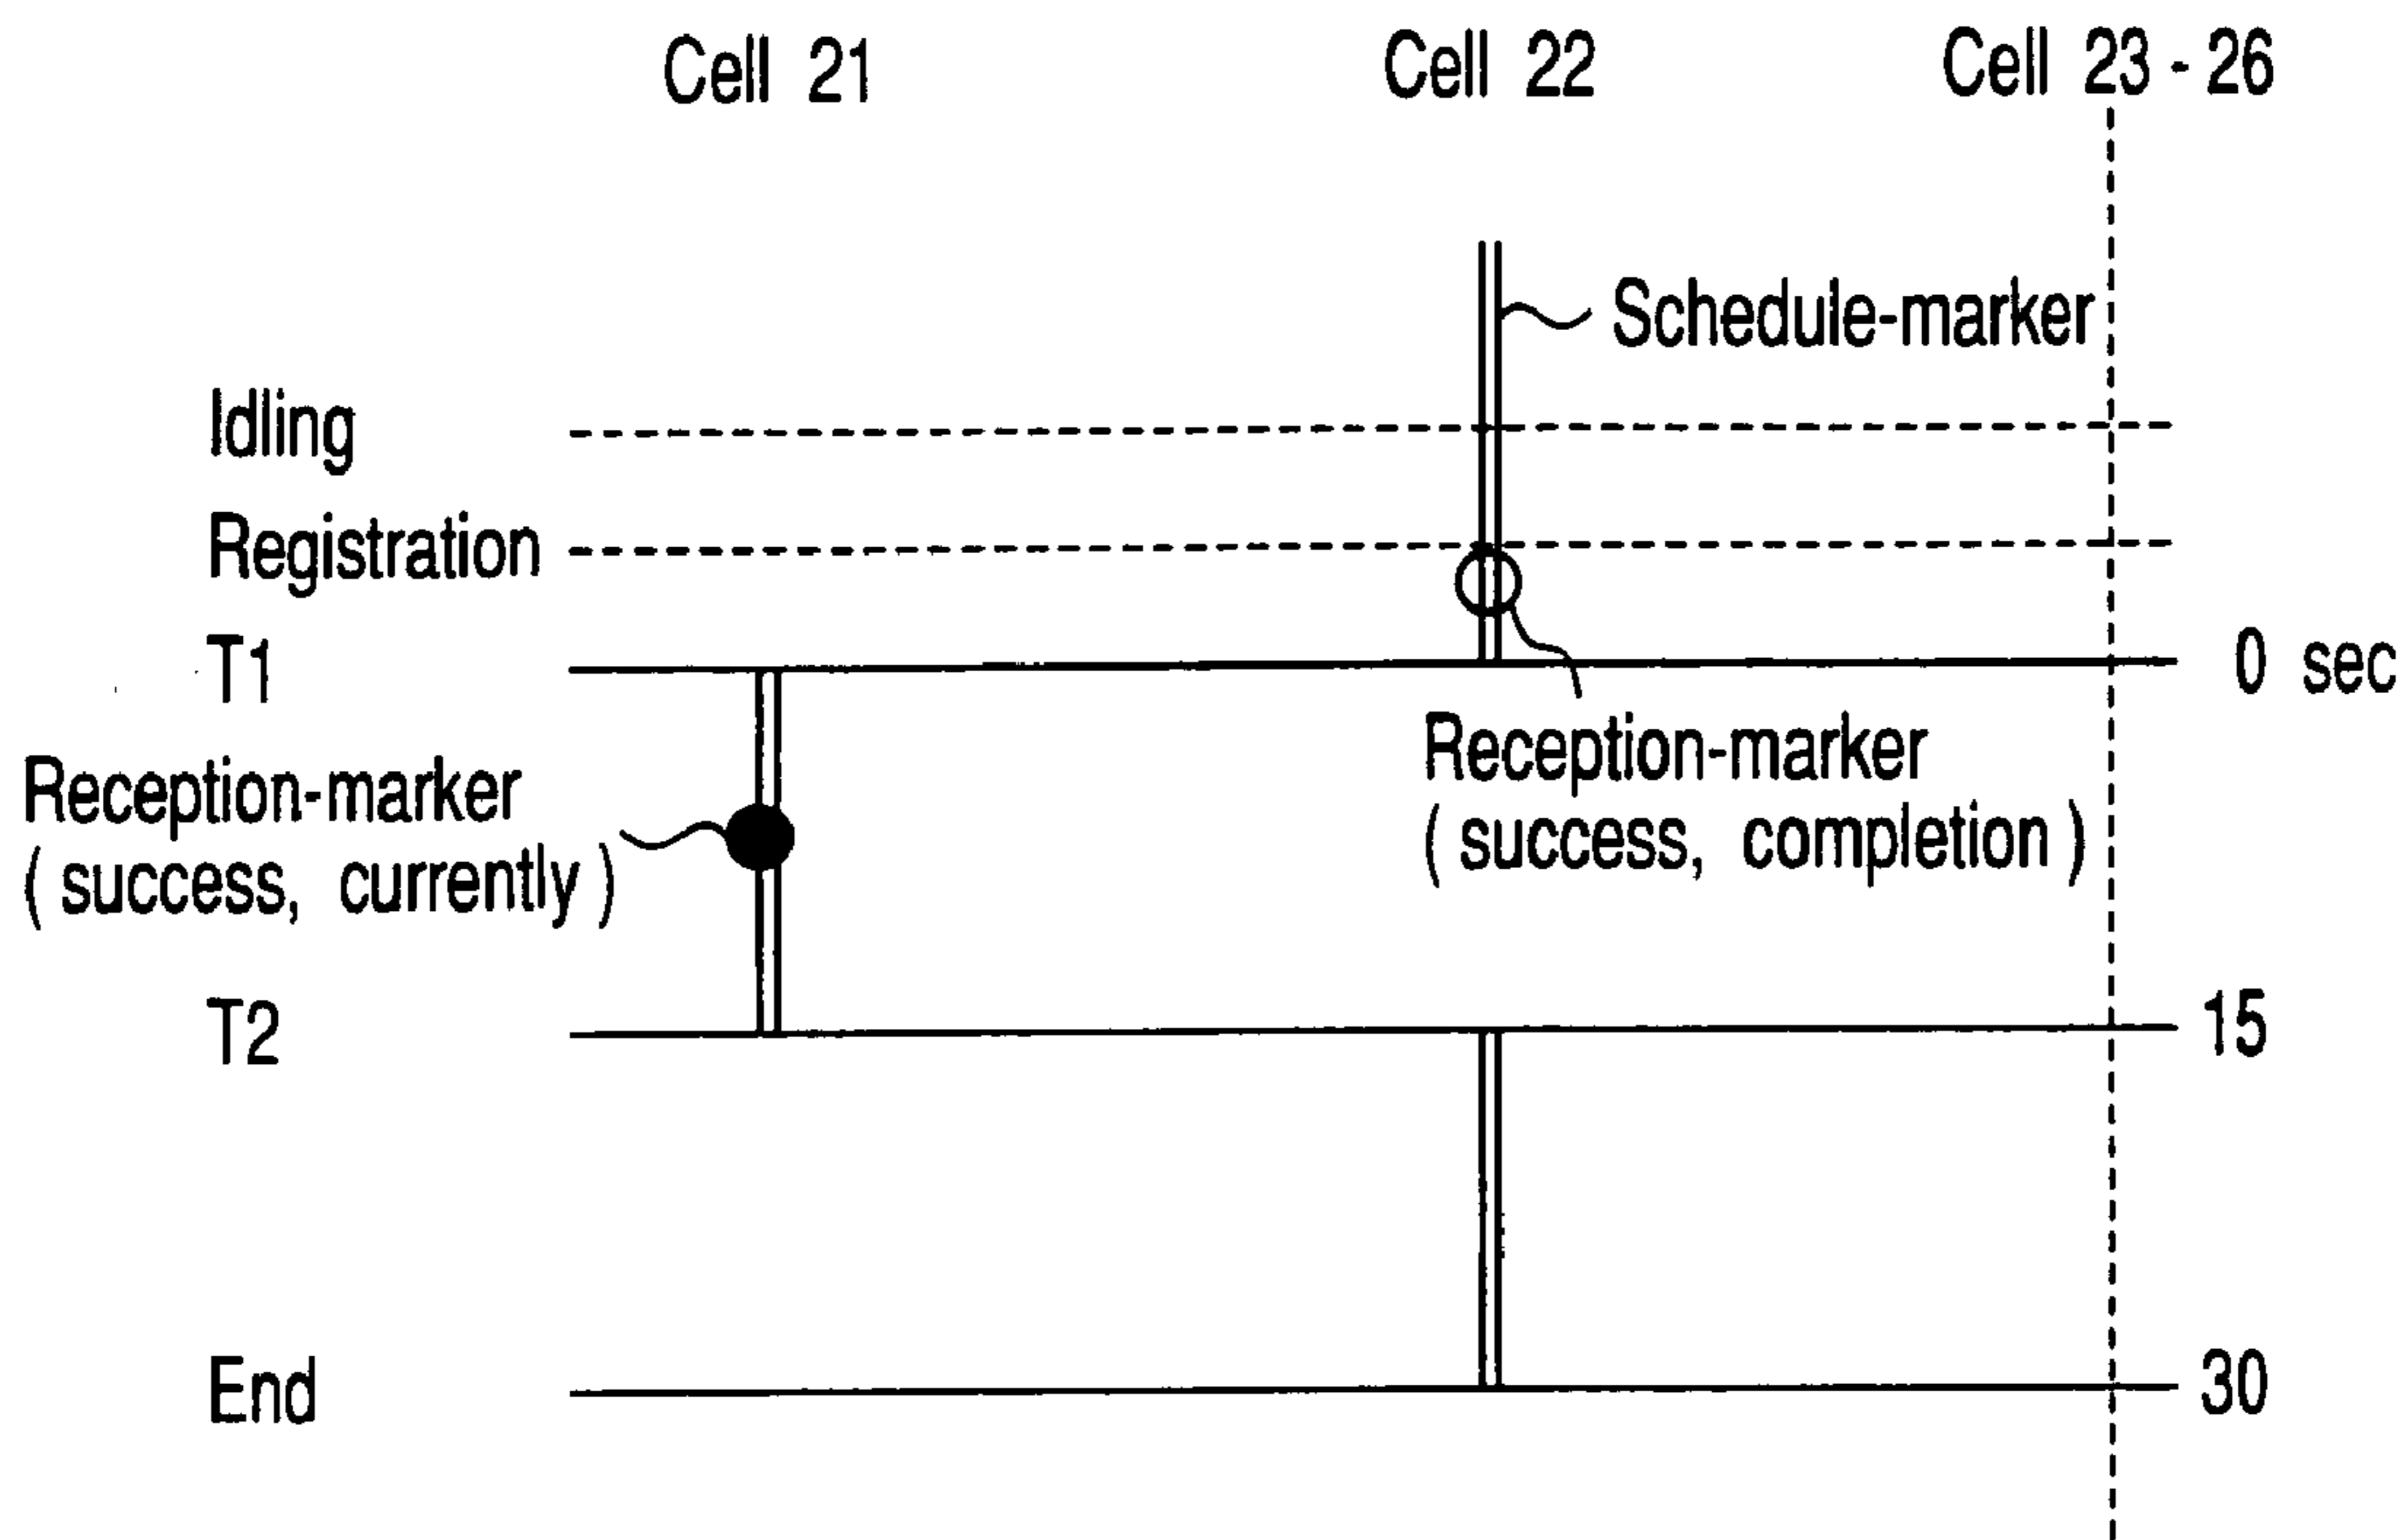 Cell 21
Cell 22
Cell 23 - 26
Schedule-marker
Idling
Registration
T1
0 sec
Reception-marker
( success, completion )
Reception-marker
( success, currently )
T2
15
End
30